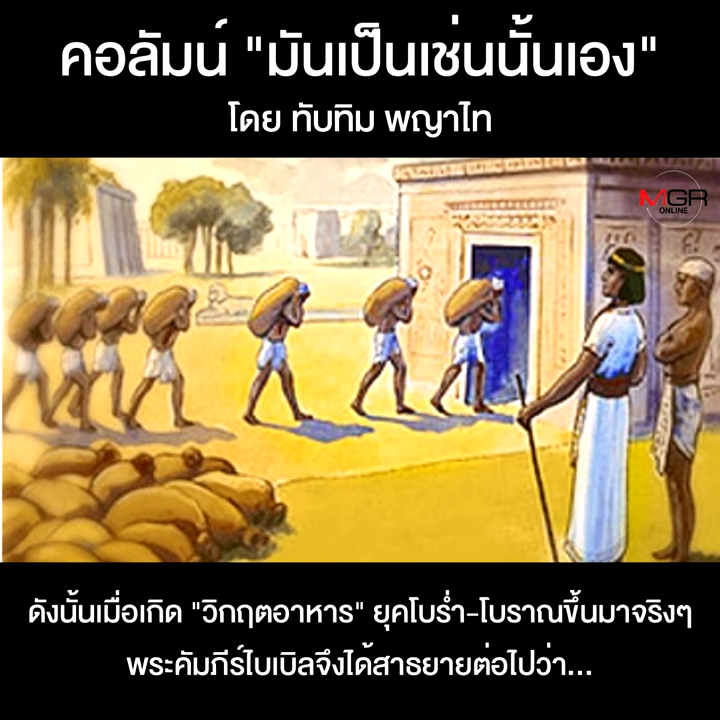 คอลัมน์ "มันเป็นเช่นนั้นเอง"
โดย ทับทิม พญาไท
MGR
ONLINE
ดังนั้นเมื่อเกิด "วิกฤตอาหาร" ยุคโบร่ำ-โบราณขึ้นมาจริงๆ
พระคัมภีร์ไบเบิลจึงได้สาธยายต่อไปว่า...